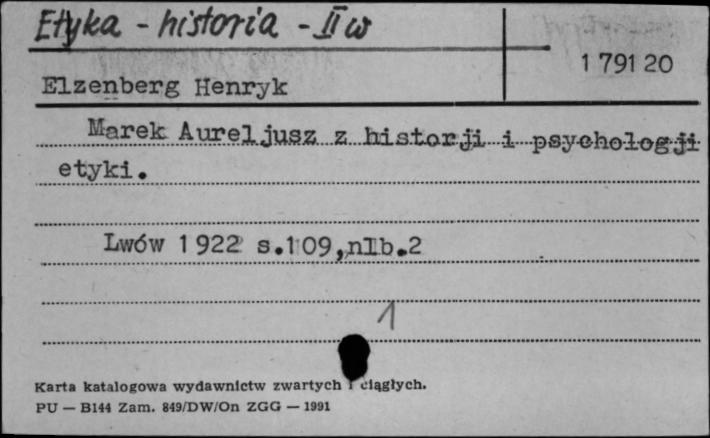 Etyka - historia - II w
1 791 20
Elzenberg Henryk
Marek Aureljusz z historji i psychologji
etyki.
Lwów 1922 s.109,nlb.2
1
Karta katalogowa wydawnictw zwartych i ciągłych.
PU — B144 Zam. 849/DW/On ZGG — 1991